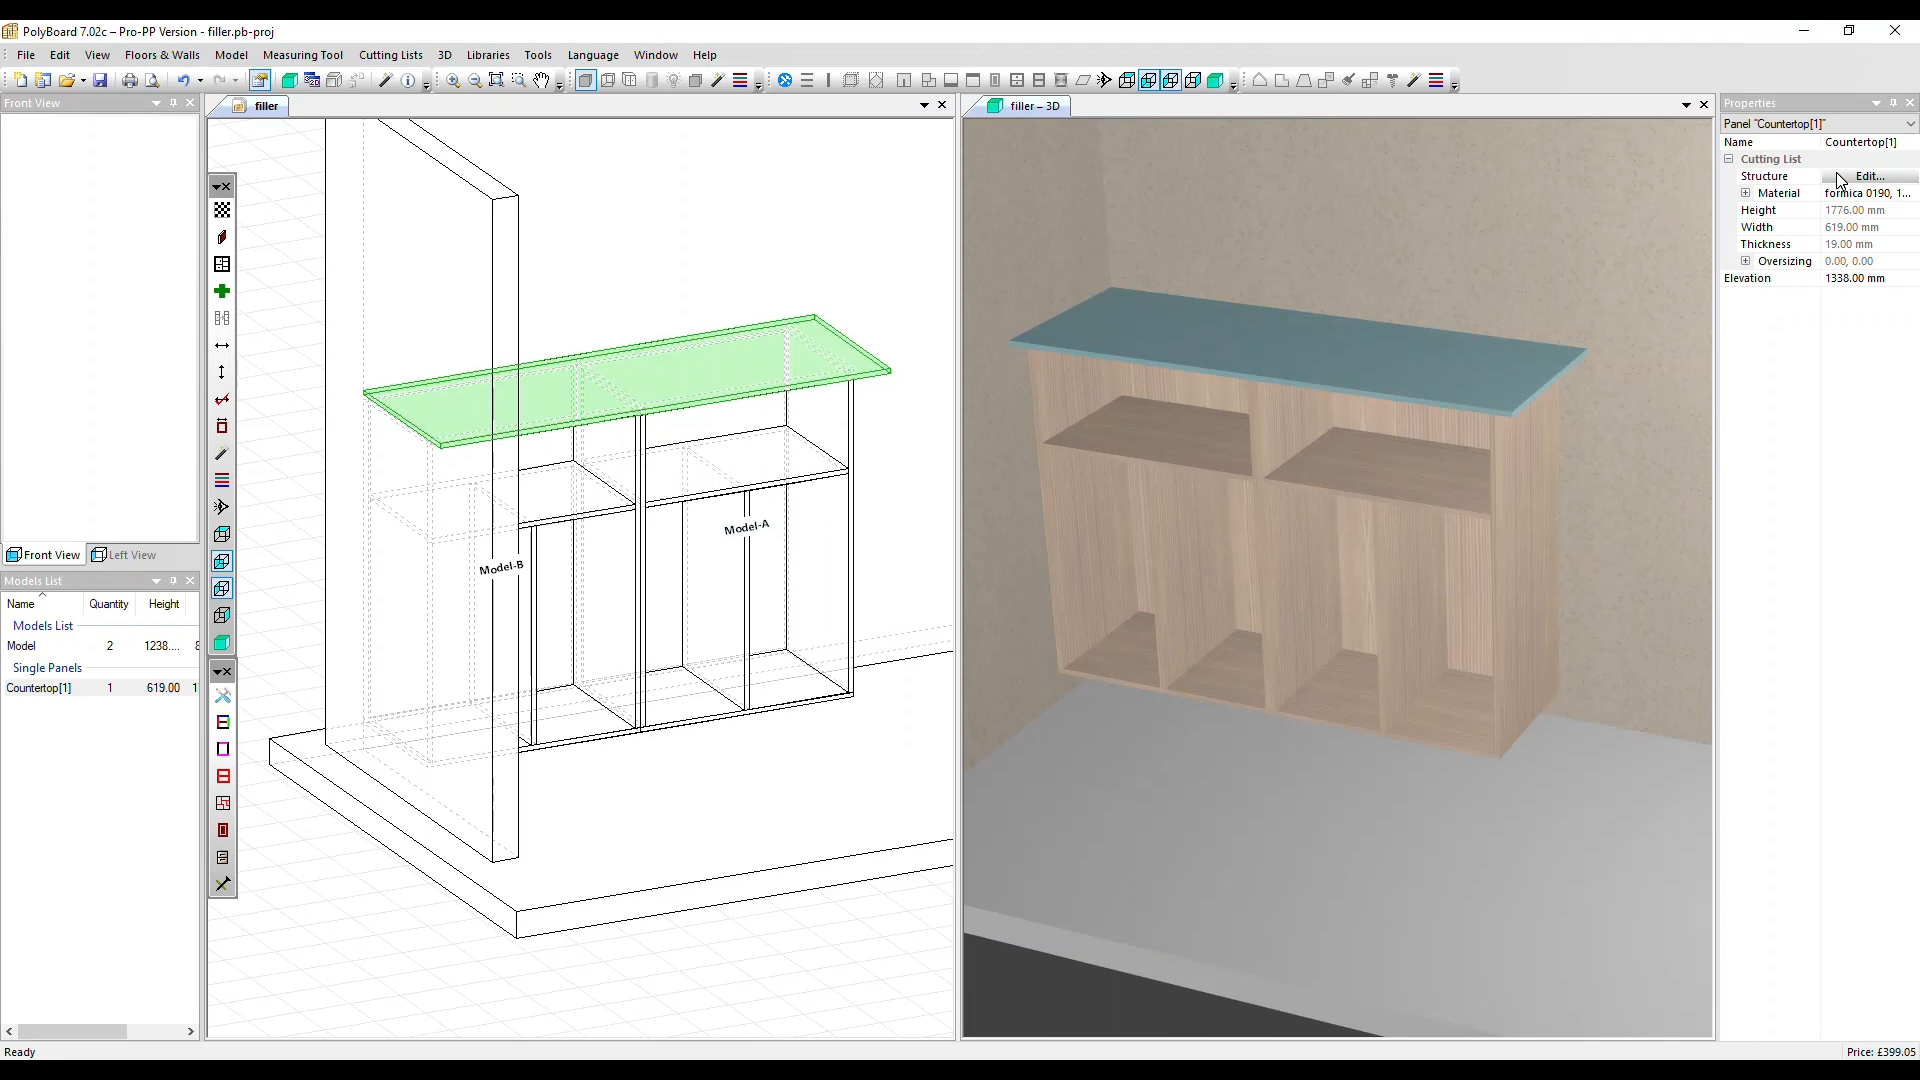 PolyBoard 7.02c – Pro-PP Version - filler.pb-proj
File Edit View Floors & Walls Model Measuring Tool Cutting Lists 3D Libraries Tools Language Window Help
Front View
filler
filler – 3D
Properties
Panel "Countertop[1]"
Name Countertop[1]
Cutting List
Structure Edit...
Material formica 0190, 1...
Height 1776.00 mm
Width 619.00 mm
Thickness 19.00 mm
Oversizing 0.00, 0.00
Elevation 1338.00 mm
Model-A
Model-B
Front View Left View
Models List
Name Quantity Height
Models List
Model 2 1238....
Single Panels
Countertop[1] 1 619.00
Ready
Price: £399.05